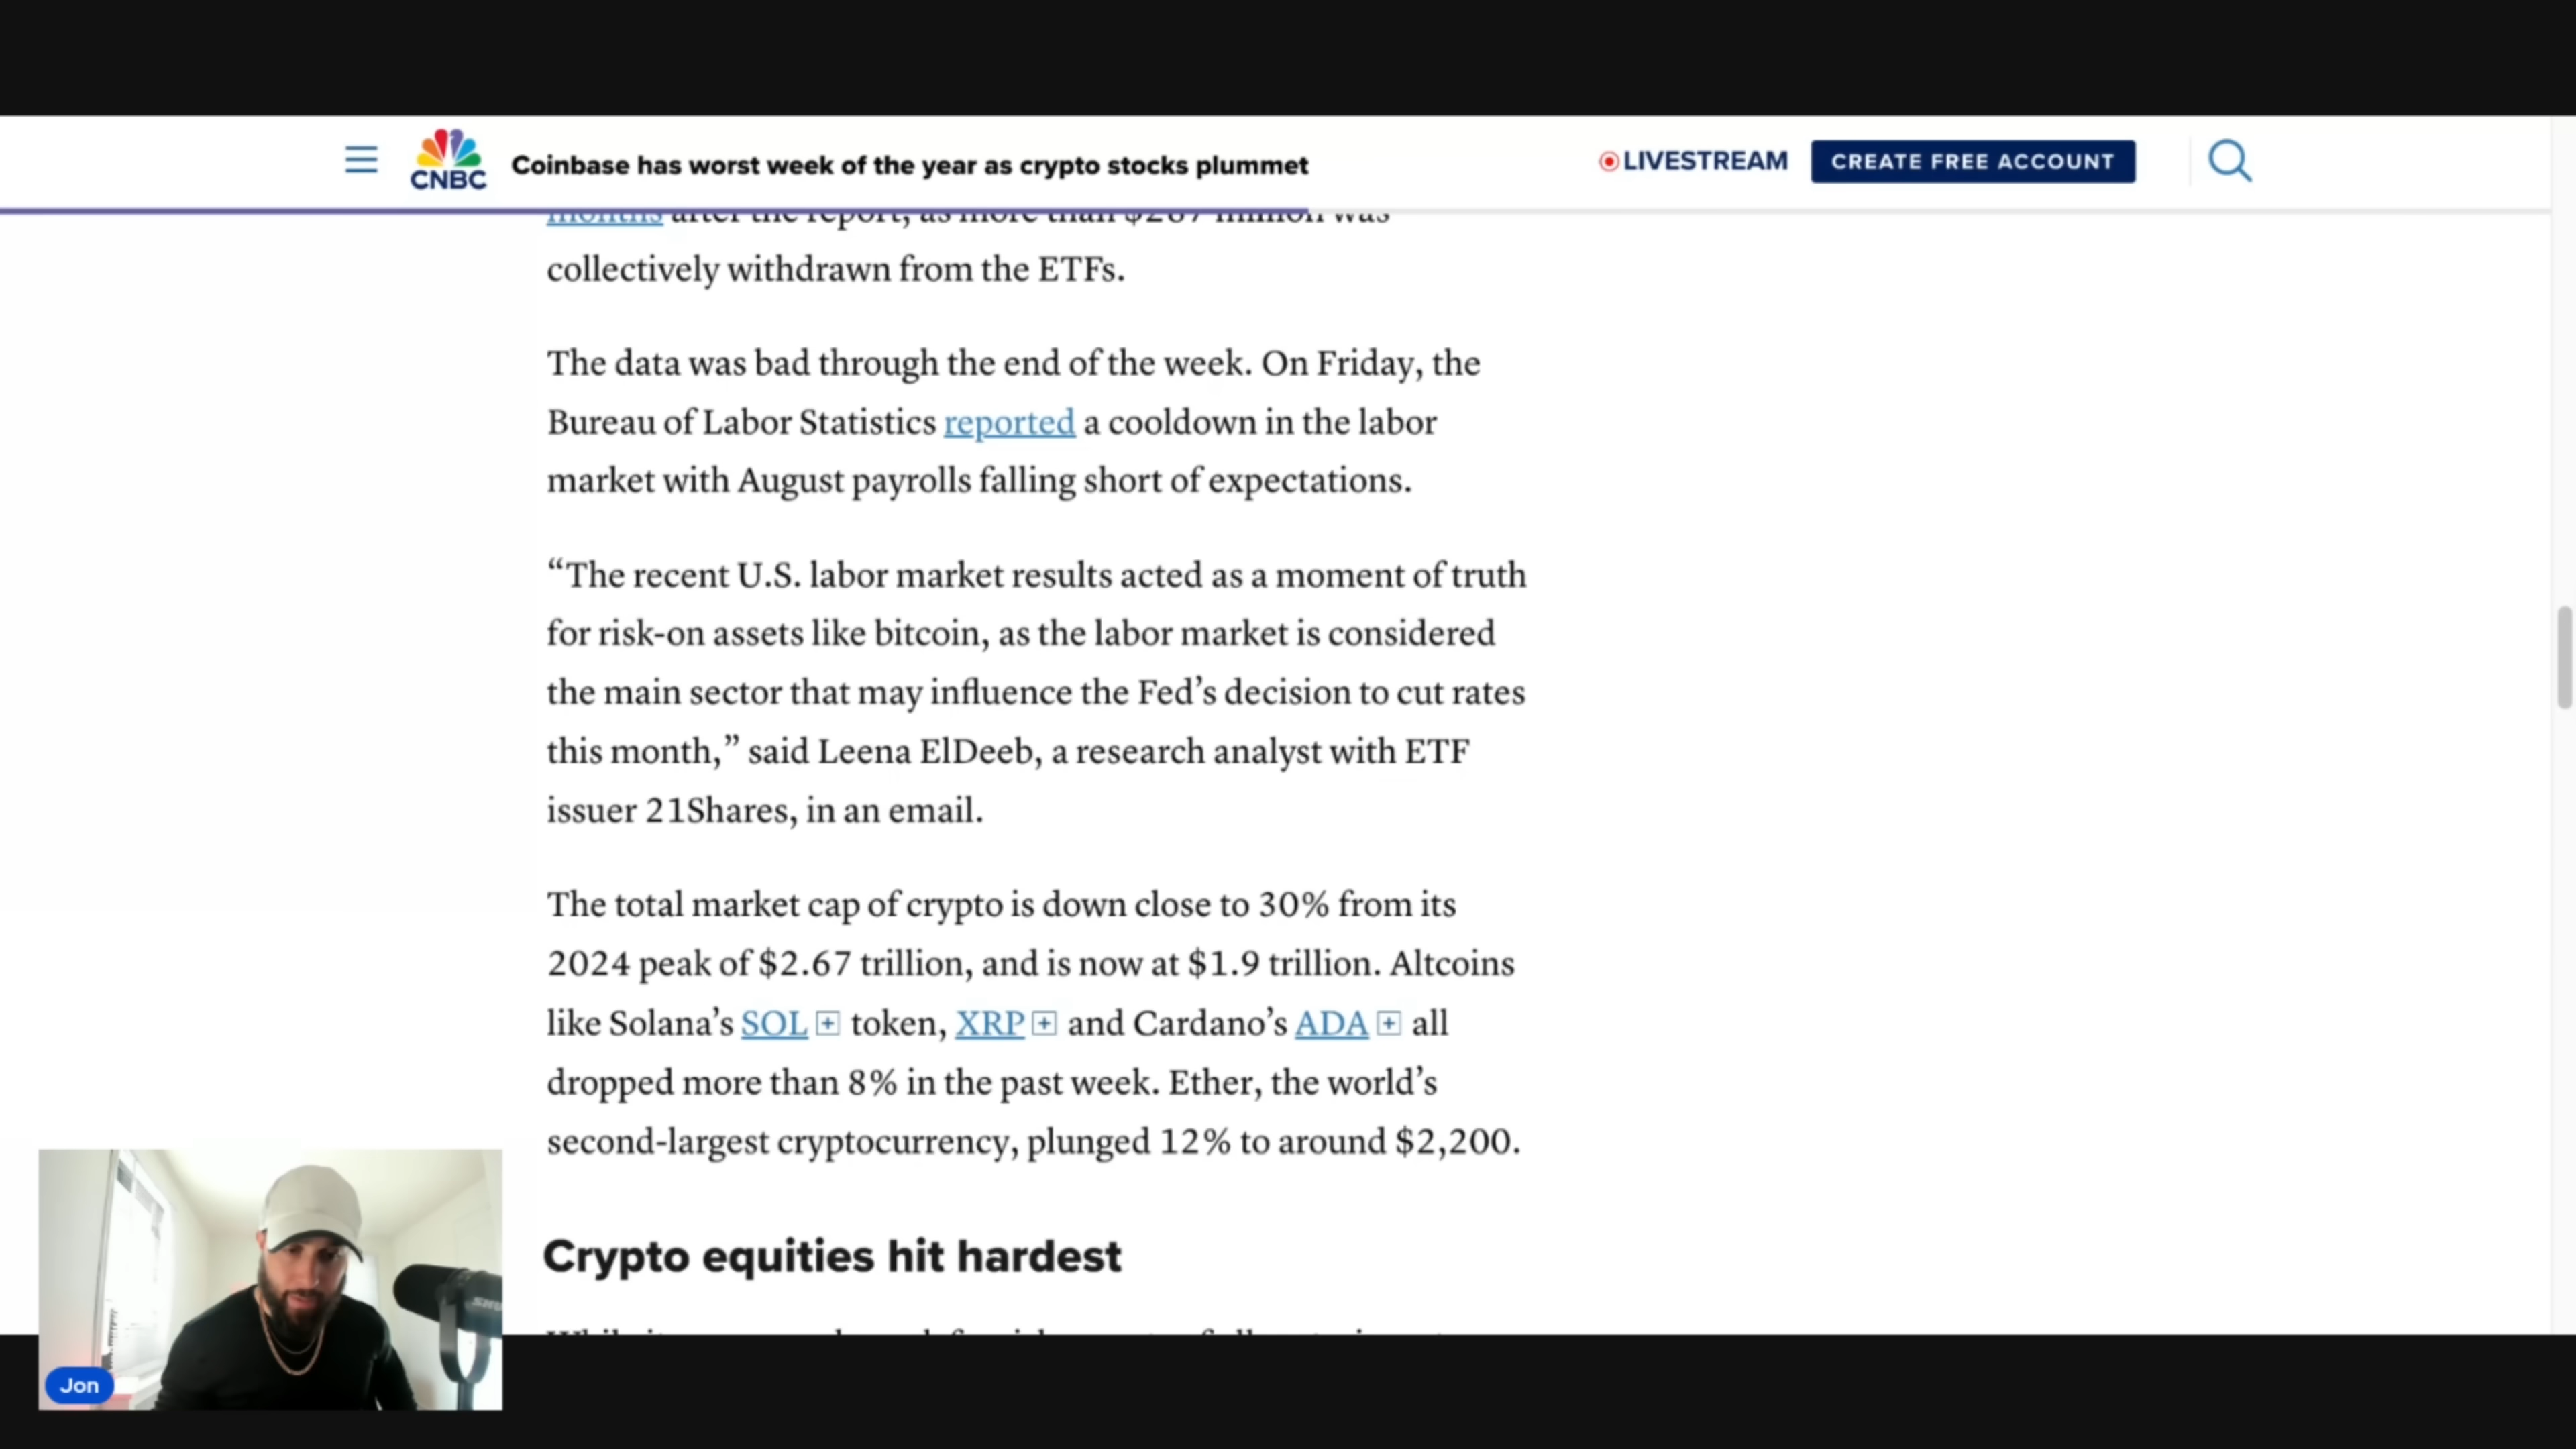 CNBC
Coinbase has worst week of the year as crypto stocks plummet
LIVESTREAM
CREATE FREE ACCOUNT
months after the report, as more than $287 million was
collectively withdrawn from the ETFs.
The data was bad through the end of the week. On Friday, the
Bureau of Labor Statistics reported a cooldown in the labor
market with August payrolls falling short of expectations.
“The recent U.S. labor market results acted as a moment of truth
for risk-on assets like bitcoin, as the labor market is considered
the main sector that may influence the Fed’s decision to cut rates
this month,” said Leena ElDeeb, a research analyst with ETF
issuer 21Shares, in an email.
The total market cap of crypto is down close to 30% from its
2024 peak of $2.67 trillion, and is now at $1.9 trillion. Altcoins
like Solana’s SOL token, XRP and Cardano’s ADA all
dropped more than 8% in the past week. Ether, the world’s
second-largest cryptocurrency, plunged 12% to around $2,200.
Crypto equities hit hardest
Jon